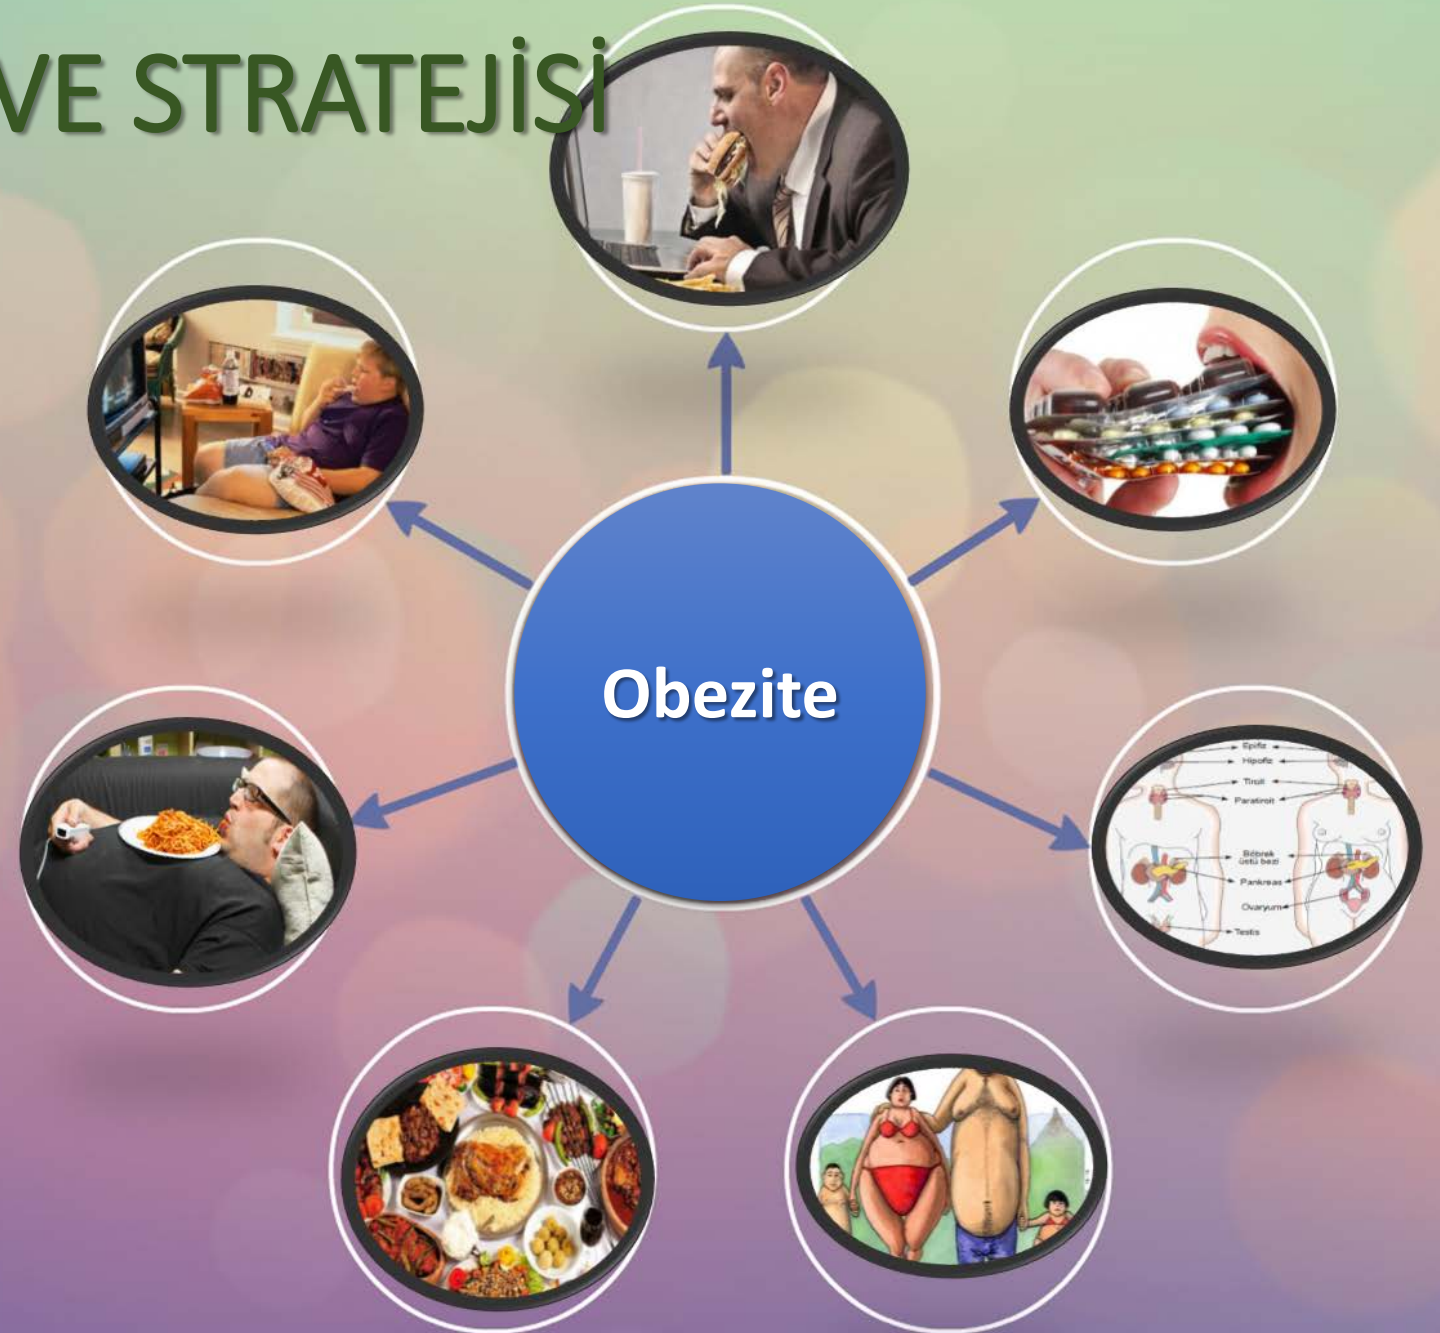 VE STRATEJİSİ
Obezite
Epifiz
Hipofiz
Tiroit
Paratiroit
Böbrek
üstü bezi
Pankreas
Ovaryum
Testis